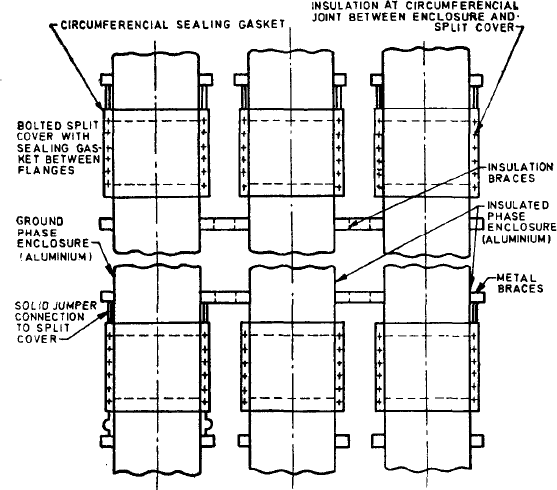 CIRCUMFERENCIAL SEALING GASKET
INSULATION AT CIRCUMFERENCIAL
JOINT BETWEEN ENCLOSURE AND
SPLIT COVER
BOLTED SPLIT
COVER WITH
SEALING GAS-
KET BETWEEN
FLANGES
INSULATION
BRACES
GROUND
PHASE
ENCLOSURE
(ALUMINIUM)
INSULATED
PHASE
ENCLOSURE
(ALUMINIUM)
METAL
BRACES
SOLID JUMPER
CONNECTION
TO SPLIT
COVER